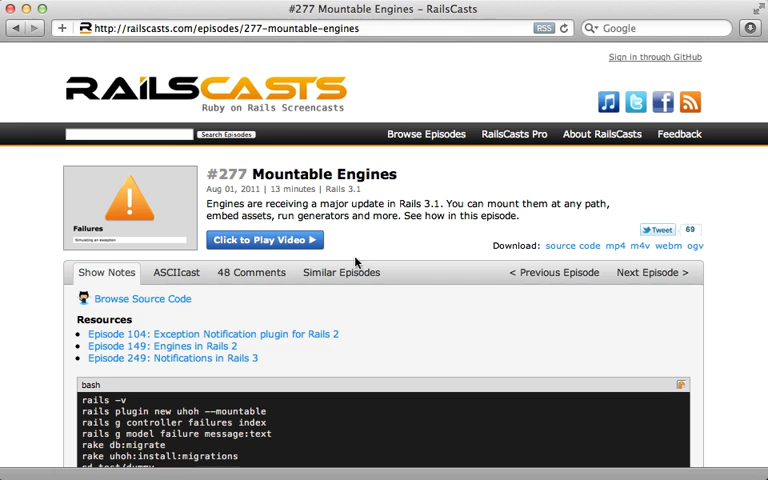 #277 Mountable Engines – RailsCasts
http://railscasts.com/episodes/277-mountable-engines
RSS
Google
Sign in through GitHub
RAILSCASTS
Ruby on Rails Screencasts
Search Episodes
Browse Episodes
RailsCasts Pro
About RailsCasts
Feedback
Failures
Simulating an exception
#277 Mountable Engines
Aug 01, 2011 | 13 minutes | Rails 3.1
Engines are receiving a major update in Rails 3.1. You can mount them at any path,
embed assets, run generators and more. See how in this episode.
Click to Play Video
Tweet
69
Download: source code mp4 m4v webm ogv
Show Notes
ASCIIcast
48 Comments
Similar Episodes
< Previous Episode
Next Episode >
Browse Source Code
Resources
Episode 104: Exception Notification plugin for Rails 2
Episode 149: Engines in Rails 2
Episode 249: Notifications in Rails 3
bash
rails -v
rails plugin new uhoh --mountable
rails g controller failures index
rails g model failure message:text
rake db:migrate
rake uhoh:install:migrations
cd test/dummy